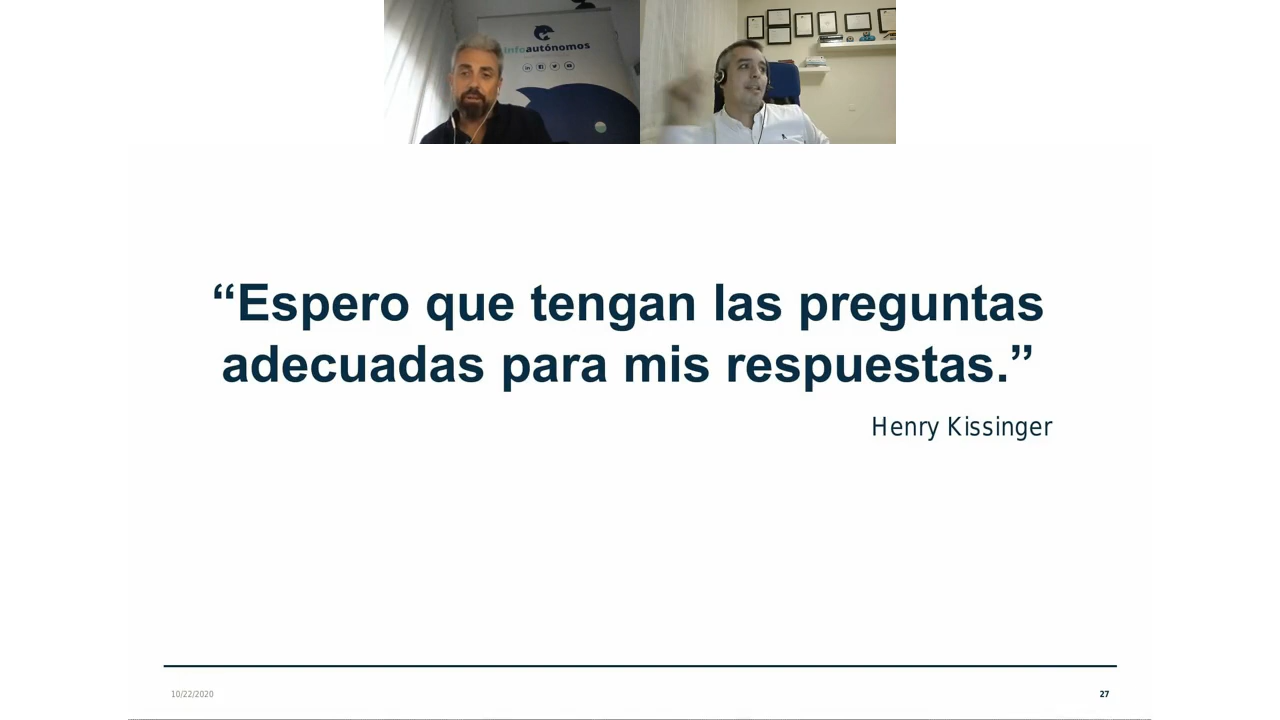 infoautónomos
“Espero que tengan las preguntas
adecuadas para mis respuestas.”
Henry Kissinger
10/22/2020
27